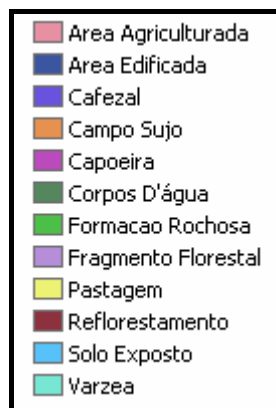 Area Agriculturada
Area Edificada
Cafezal
Campo Sujo
Capoeira
Corpos D'água
Formacao Rochosa
Fragmento Florestal
Pastagem
Reflorestamento
Solo Exposto
Varzea